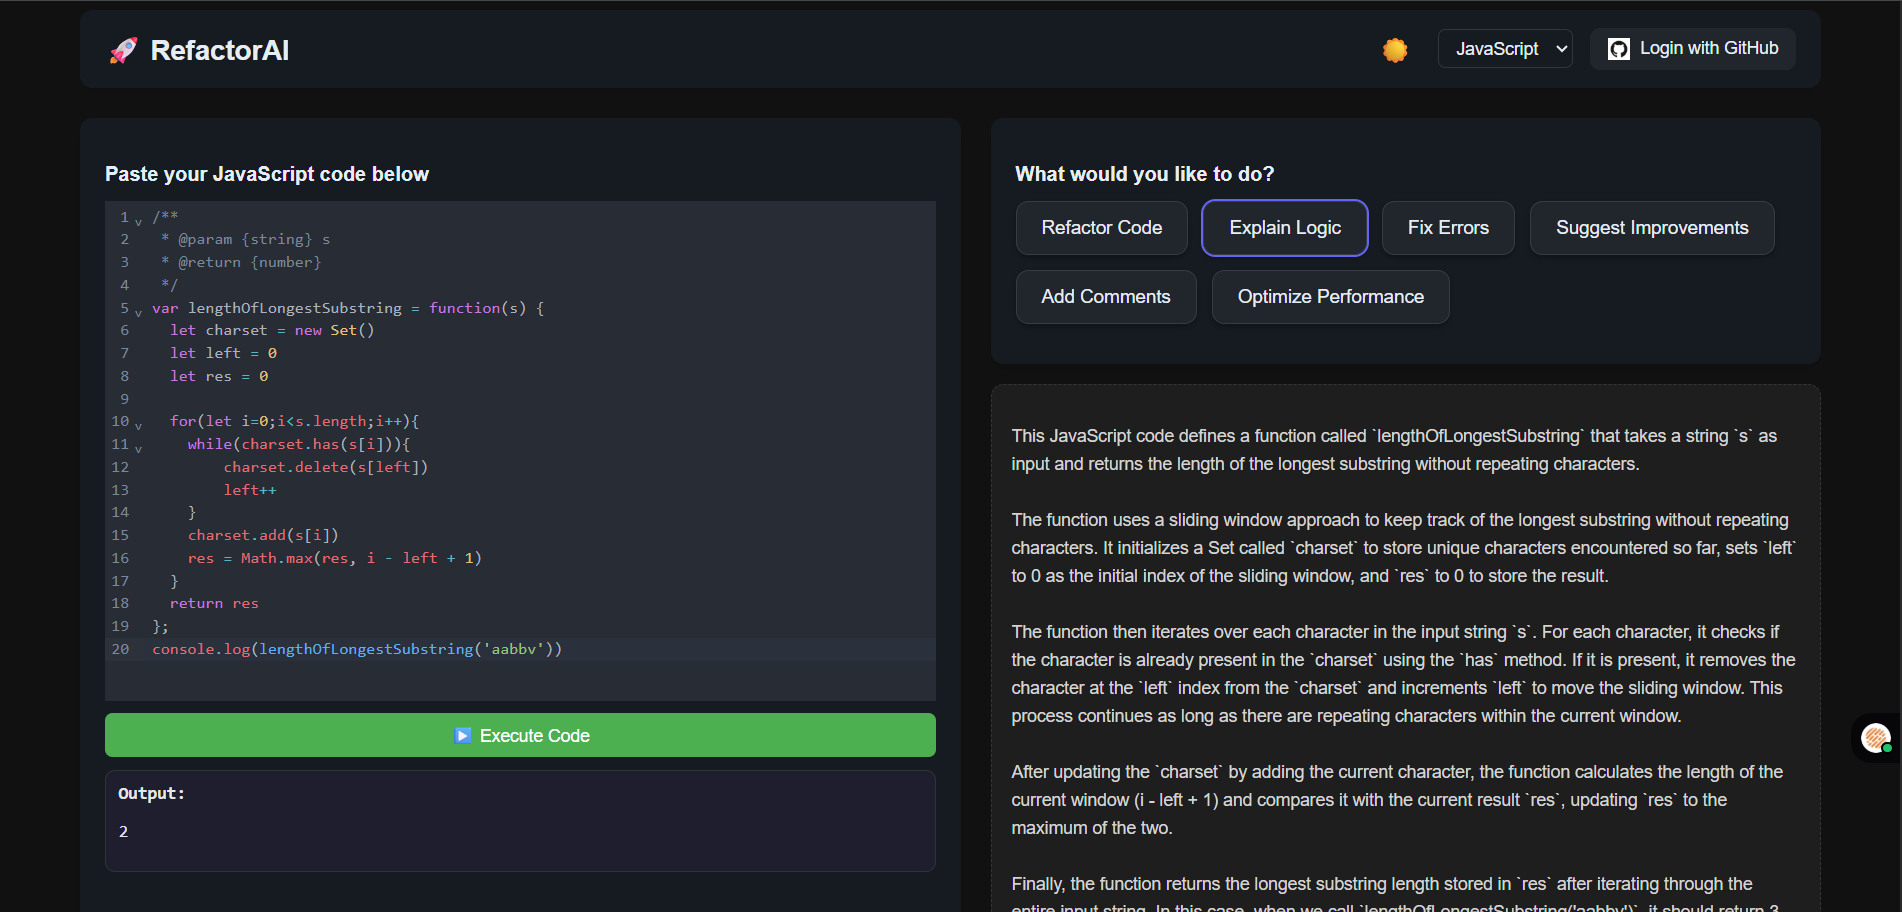 RefactorAI
JavaScript
Login with GitHub
Paste your JavaScript code below
1 /**
2 * @param {string} s
3 * @return {number}
4 */
5 var lengthOfLongestSubstring = function(s) {
6 let charset = new Set()
7 let left = 0
8 let res = 0
9
10 for(let i=0;i<s.length;i++){
11 while(charset.has(s[i])){
12 charset.delete(s[left])
13 left++
14 }
15 charset.add(s[i])
16 res = Math.max(res, i - left + 1)
17 }
18 return res
19 };
20 console.log(lengthOfLongestSubstring('aabbv'))
Execute Code
Output:
2
What would you like to do?
Refactor Code
Explain Logic
Fix Errors
Suggest Improvements
Add Comments
Optimize Performance
This JavaScript code defines a function called `lengthOfLongestSubstring` that takes a string `s` as
input and returns the length of the longest substring without repeating characters.
The function uses a sliding window approach to keep track of the longest substring without repeating
characters. It initializes a Set called `charset` to store unique characters encountered so far, sets `left`
to 0 as the initial index of the sliding window, and `res` to 0 to store the result.
The function then iterates over each character in the input string `s`. For each character, it checks if
the character is already present in the `charset` using the `has` method. If it is present, it removes the
character at the `left` index from the `charset` and increments `left` to move the sliding window. This
process continues as long as there are repeating characters within the current window.
After updating the `charset` by adding the current character, the function calculates the length of the
current window (i - left + 1) and compares it with the current result `res`, updating `res` to the
maximum of the two.
Finally, the function returns the longest substring length stored in `res` after iterating through the
entire input string. In this case, when we call `lengthOfLongestSubstring('aabbv')`, it should return 3